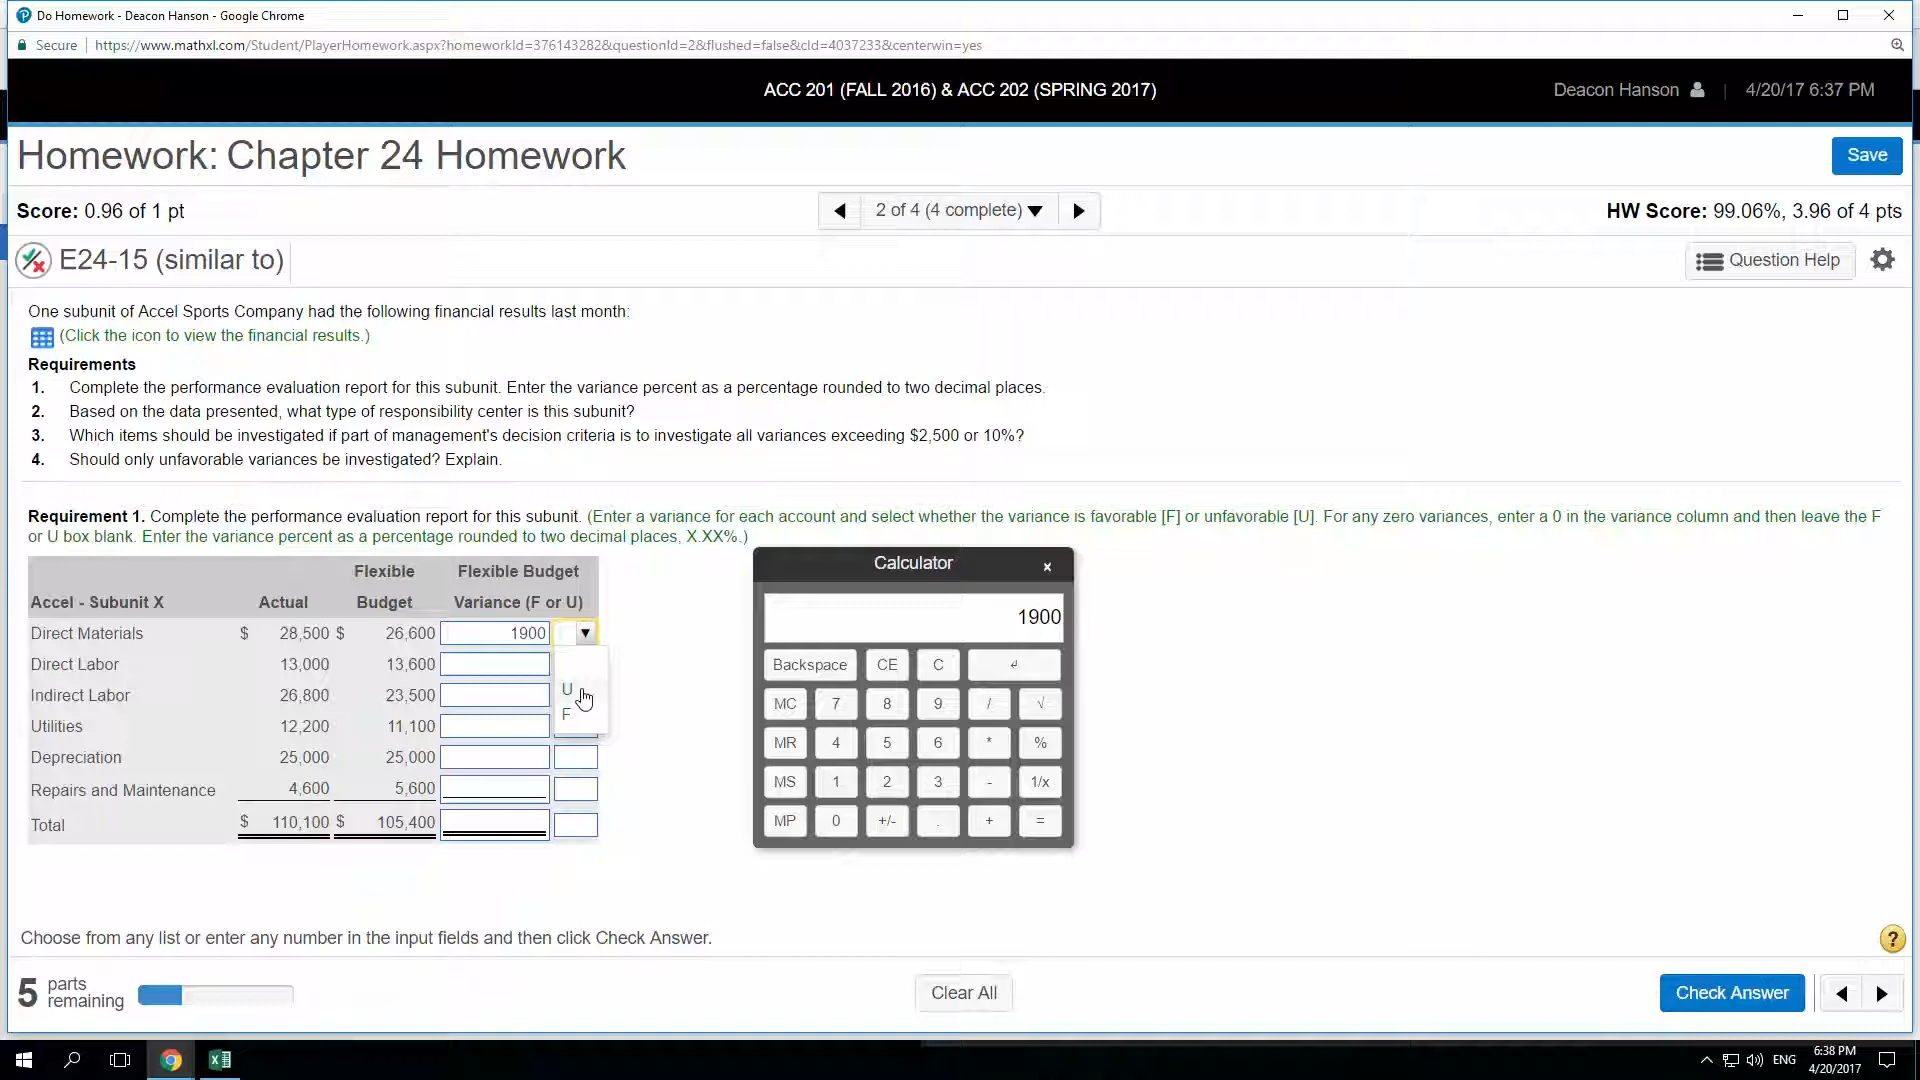 Do Homework - Deacon Hanson - Google Chrome
Secure | https://www.mathxl.com/Student/PlayerHomework.aspx?homeworkId=376143282&questionId=2&flushed=false&cId=4037233&centerwin=yes
ACC 201 (FALL 2016) & ACC 202 (SPRING 2017)
Deacon Hanson | 4/20/17 6:37 PM
Homework: Chapter 24 Homework
Save
Score: 0.96 of 1 pt
2 of 4 (4 complete)
HW Score: 99.06%, 3.96 of 4 pts
E24-15 (similar to)
Question Help
One subunit of Accel Sports Company had the following financial results last month:
(Click the icon to view the financial results.)
Requirements
1. Complete the performance evaluation report for this subunit. Enter the variance percent as a percentage rounded to two decimal places.
2. Based on the data presented, what type of responsibility center is this subunit?
3. Which items should be investigated if part of management's decision criteria is to investigate all variances exceeding $2,500 or 10%?
4. Should only unfavorable variances be investigated? Explain.
Requirement 1. Complete the performance evaluation report for this subunit. (Enter a variance for each account and select whether the variance is favorable [F] or unfavorable [U]. For any zero variances, enter a 0 in the variance column and then leave the F
or U box blank. Enter the variance percent as a percentage rounded to two decimal places, X.XX%.)
Flexible Flexible Budget
Accel - Subunit X Actual Budget Variance (F or U)
Direct Materials $ 28,500 $ 26,600 1900
Direct Labor 13,000 13,600
Indirect Labor 26,800 23,500
U
F
Utilities 12,200 11,100
Depreciation 25,000 25,000
Repairs and Maintenance 4,600 5,600
Total $ 110,100 $ 105,400
Calculator x
1900
Backspace CE C ↲
MC 7 8 9 / √
MR 4 5 6 * %
MS 1 2 3 - 1/x
MP 0 +/- . + =
Choose from any list or enter any number in the input fields and then click Check Answer.
?
5 parts
remaining
Clear All
Check Answer
ENG
6:38 PM
4/20/2017